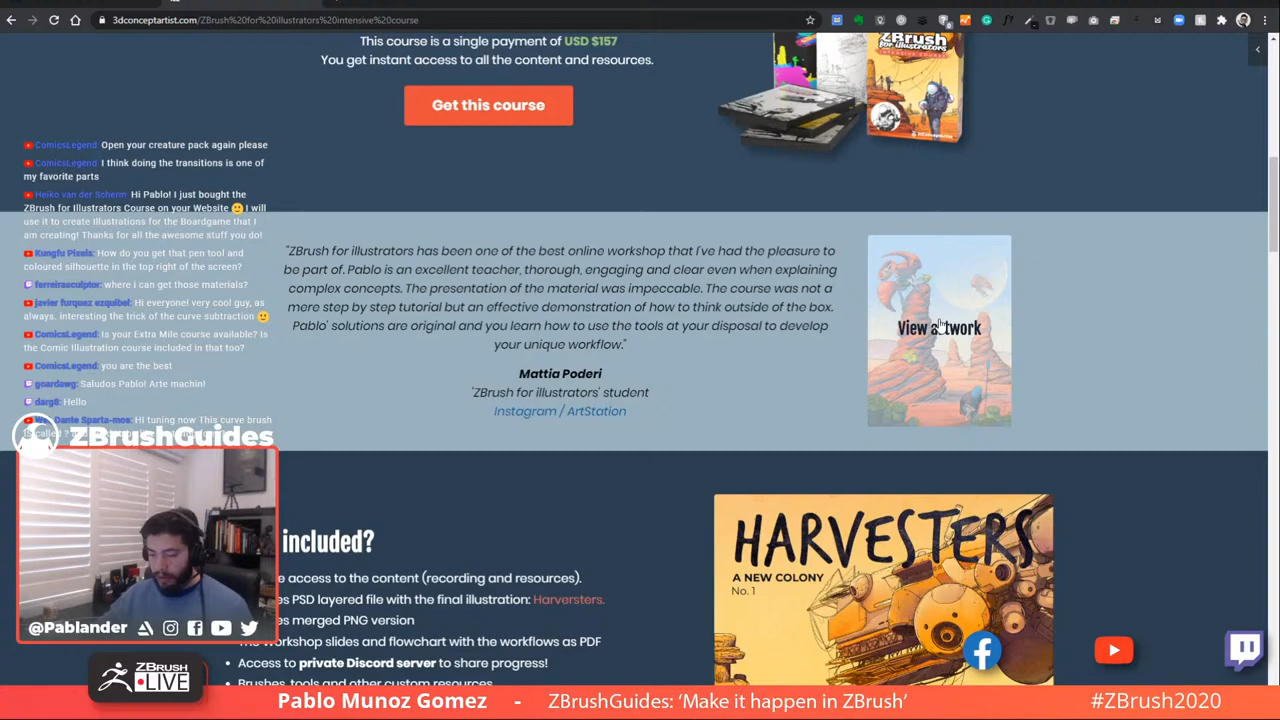 3dconceptartist.com/ZBrush%20for%20illustrators%20intensive%20course
This course is a single payment of USD $157
You get instant access to all the content and resources.
Get this course
ZBrush
for illustrators
INTENSIVE COURSE
ComicsLegend: Open your creature pack again please
ComicsLegend: I think doing the transitions is one of
my favorite parts
Heiko van der Scherm: Hi Pablo! I just bought the
ZBrush for Illustrators Course on your Website 🙂 I will
use it to create Illustrations for the Boardgame that I
am creating! Thanks for all the awesome stuff you do!
Kungfu Pixels: How do you get that pen tool and
coloured silhouette in the top right of the screen?
ferreirasculptor: where i can get those materials?
javier furquez ezquibel: Hi everyone! very cool guy, as
always. interesting the trick of the curve subtraction 🙂
ComicsLegend: Is your Extra Mile course available? Is
the Comic Illustration course included in that too?
ComicsLegend: you are the best
goardawg: Saludos Pablo! Arte machin!
darg8: Hello
Dante Sparta-mos: Hi tuning now This curve brush
is called ?
"ZBrush for illustrators has been one of the best online workshop that I've had the pleasure to
be part of. Pablo is an excellent teacher, thorough, engaging and clear even when explaining
complex concepts. The presentation of the material was impeccable. The course was not a
mere step by step tutorial but an effective demonstration of how to think outside of the box.
Pablo' solutions are original and you learn how to use the tools at your disposal to develop
your unique workflow."
Mattia Poderi
'ZBrush for illustrators' student
Instagram / ArtStation
View artwork
ZBrushGuides
included?
access to the content (recording and resources).
PSD layered file with the final illustration: Harversters.
merged PNG version
workshop slides and flowchart with the workflows as PDF
Access to private Discord server to share progress!
Brushes, tools and other custom resources
HARVESTERS
A NEW COLONY
No. 1
@Pablander
ZBRUSH
LIVE
Pablo Munoz Gomez - ZBrushGuides: 'Make it happen in ZBrush' #ZBrush2020